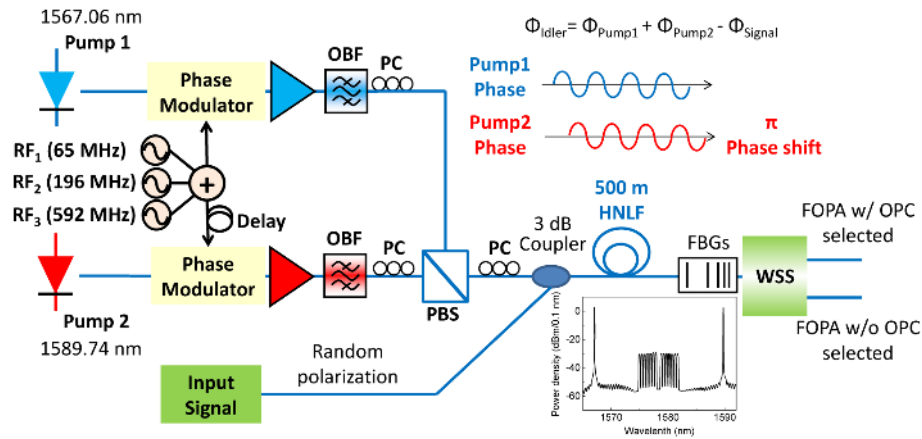 1567.06 nm
Pump 1
Phase
Modulator
OBF
PC
Φ_Idler= Φ_Pump1 + Φ_Pump2 - Φ_Signal
Pump1
Phase
Pump2
Phase
π
Phase shift
RF₁ (65 MHz)
RF₂ (196 MHz)
RF₃ (592 MHz)
+
Delay
500 m
HNLF
3 dB
Coupler
FBGs
FOPA w/ OPC
selected
WSS
Phase
Modulator
OBF
PC
PBS
PC
Pump 2
1589.74 nm
FOPA w/o OPC
selected
Random
polarization
Input
Signal
Power density (dBm/0.1 nm)
0
-20
-40
-60
1570
1580
1590
Wavelenth (nm)